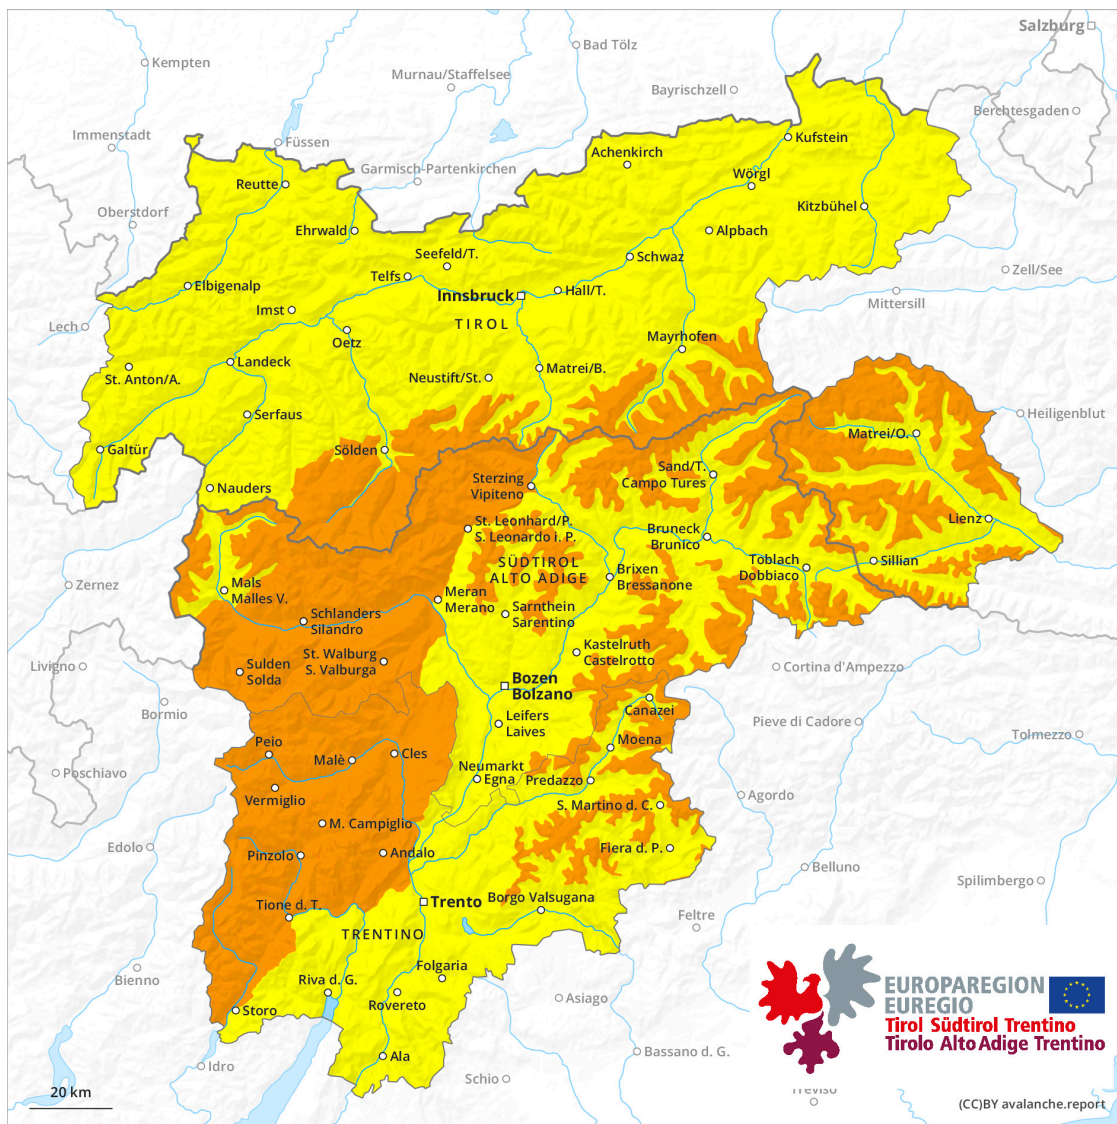 Salzburg
Bad Tölz
Kempten
Murnau/Staffelsee
Bayrischzell
Berchtesgaden
Immenstadt
Füssen
Kufstein
Achenkirch
Garmisch-Partenkirchen
Wörgl
Reutte
Oberstdorf
Kitzbühel
Ehrwald
Alpbach
Seefeld/T.
Schwaz
Zell/See
Telfs
Elbigenalp
Hall/T.
Innsbruck
Mittersill
Imst
TIROL
Lech
Oetz
Mayrhofen
Landeck
Matrei/B.
St. Anton/A.
Neustift/St.
Serfaus
Heiligenblut
Matrei/O.
Galtür
Sölden
Sand/T.
Campo Tures
Sterzing
Vipiteno
Nauders
St. Leonhard/P.
S. Leonardo i. P.
Lienz
Bruneck
Brunico
SÜDTIROL
ALTO ADIGE
Toblach
Dobbiaco
Sillian
Brixen
Bressanone
Zernez
Mals
Malles V.
Meran
Merano
Sarnthein
Sarentino
Schlanders
Silandro
Kastelruth
Castelrotto
St. Walburg
S. Valburga
Livigno
Sulden
Solda
Cortina d'Ampezzo
Bozen
Bolzano
Bormio
Canazei
Leifers
Laives
Pieve di Cadore
Tolmezzo
Peio
Moena
Malè
Cles
Poschiavo
Neumarkt
Egna
Predazzo
Vermiglio
Agordo
S. Martino d. C.
M. Campiglio
Edolo
Pinzolo
Andalo
Fiera d. P.
Belluno
Spilimbergo
Tione d. T.
Trento
Borgo Valsugana
Feltre
TRENTINO
Folgaria
Bienno
Riva d. G.
Rovereto
Asiago
Storo
EUROPAREGION
EUREGIO
Tirol Südtirol Trentino
Tirolo Alto Adige Trentino
Ala
Bassano d. G.
Idro
Schio
Treviso
20 km
(CC)BY avalanche.report